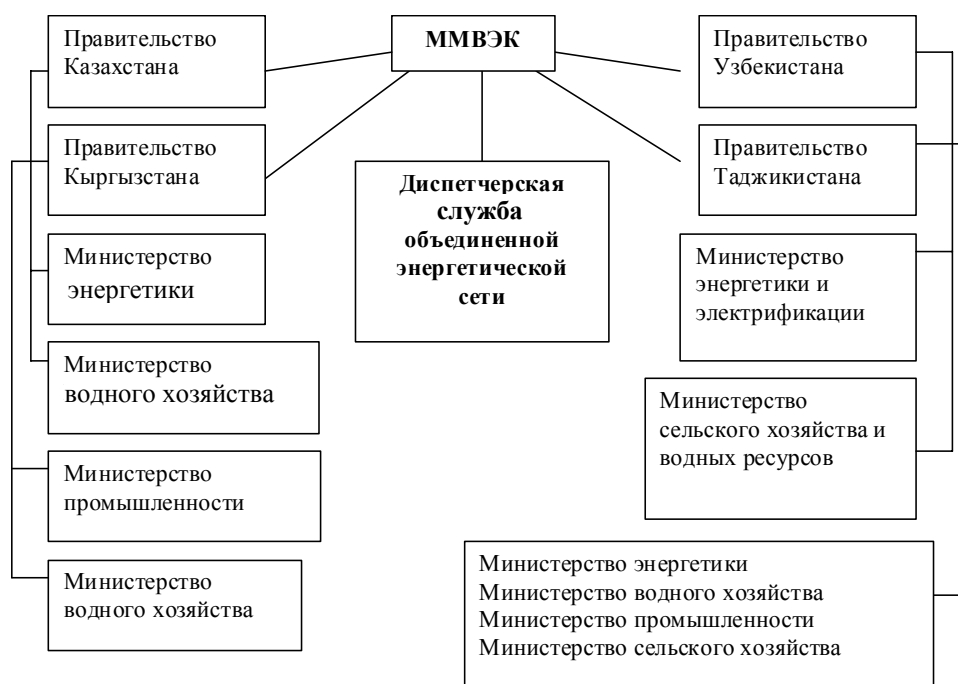 Правительство
Казахстана
ММВЭК
Правительство
Узбекистана
Правительство
Кыргызстана
Диспетчерская
служба
объединенной
энергетической
сети
Правительство
Таджикистана
Министерство
энергетики
Министерство
энергетики и
электрификации
Министерство
водного хозяйства
Министерство
сельского хозяйства и
водных ресурсов
Министерство
промышленности
Министерство
водного хозяйства
Министерство энергетики
Министерство водного хозяйства
Министерство промышленности
Министерство сельского хозяйства